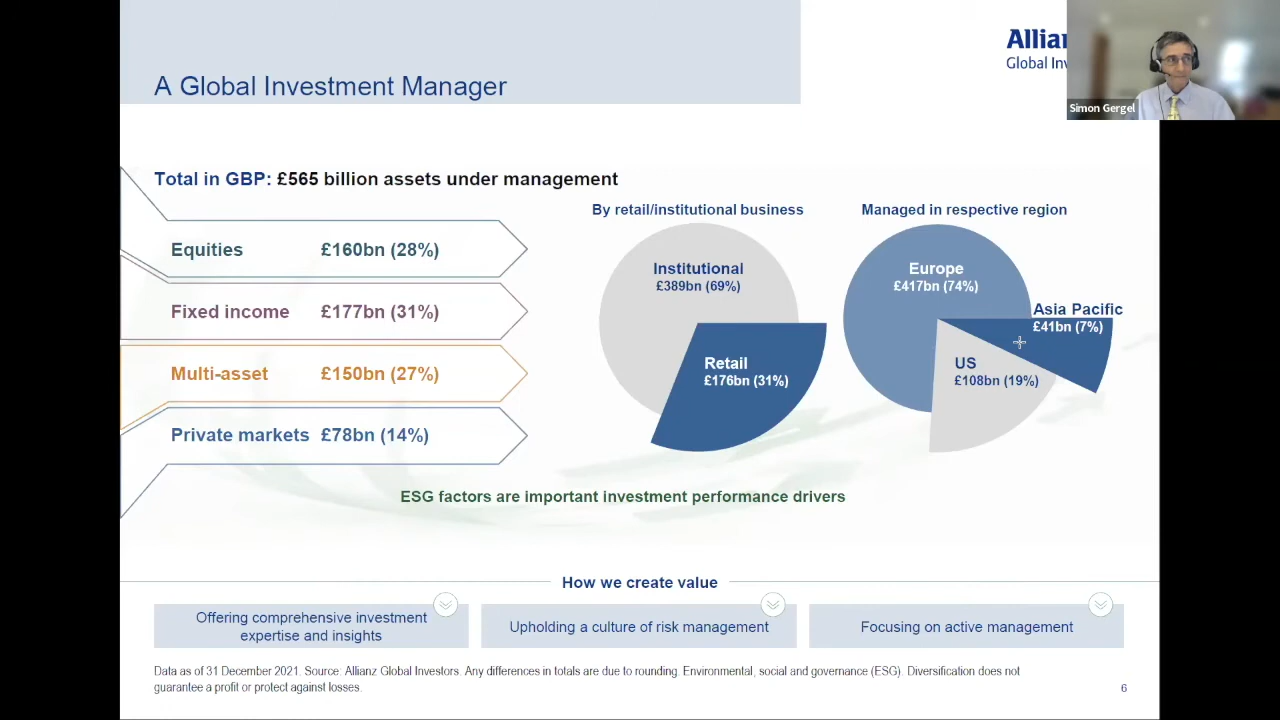 A Global Investment Manager
Global
Simon Gergel
Total in GBP: £565 billion assets under management
Equities £160bn (28%)
Fixed income £177bn (31%)
Multi-asset £150bn (27%)
Private markets £78bn (14%)
By retail/institutional business
Institutional
£389bn (69%)
Retail
£176bn (31%)
Managed in respective region
Europe
£417bn (74%)
Asia Pacific
£41bn (7%)
US
£108bn (19%)
ESG factors are important investment performance drivers
How we create value
Offering comprehensive investment
expertise and insights
Upholding a culture of risk management
Focusing on active management
Data as of 31 December 2021. Source: Allianz Global Investors. Any differences in totals are due to rounding. Environmental, social and governance (ESG). Diversification does not
guarantee a profit or protect against losses.
6